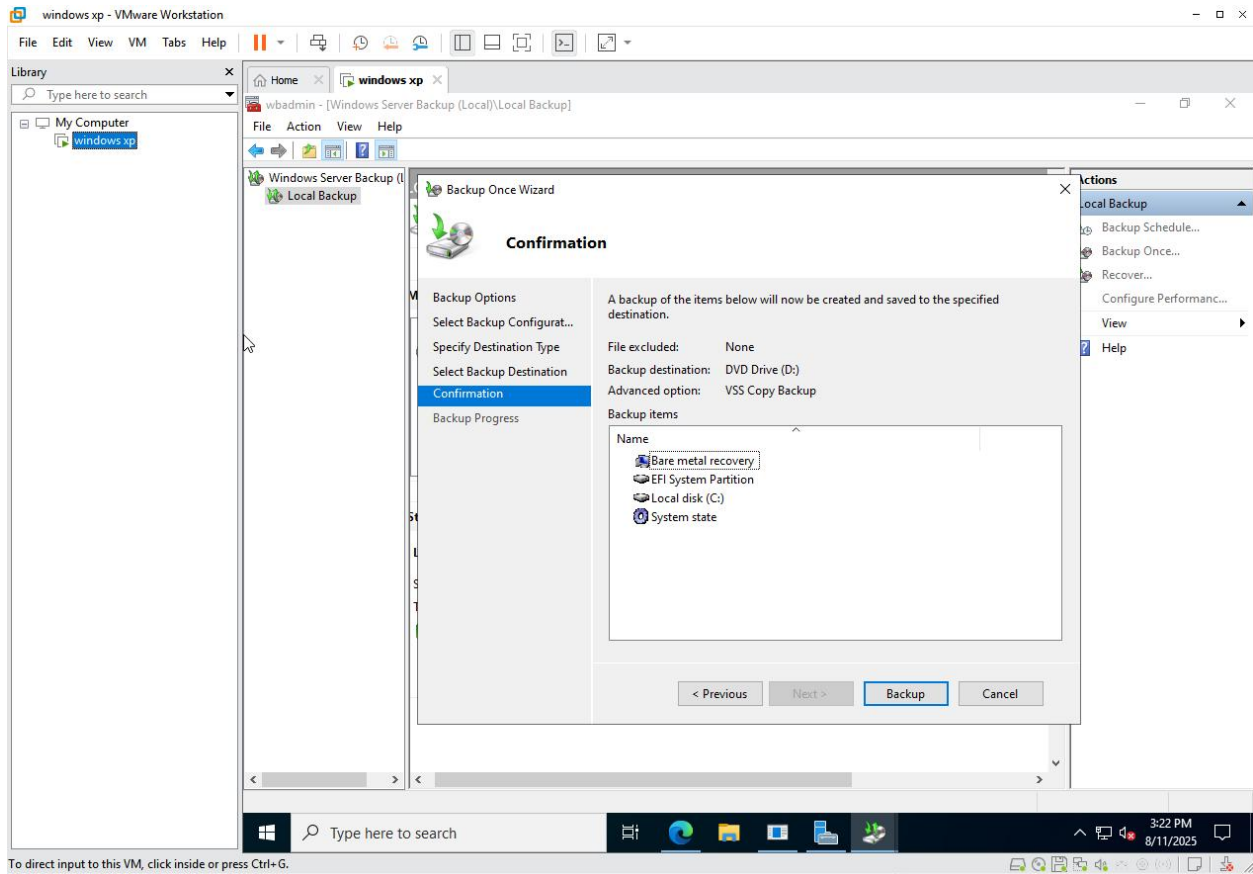 windows xp - VMware Workstation
File Edit View VM Tabs Help
Library
Type here to search
My Computer
windows xp
Home
windows xp
wbadmin - [Windows Server Backup (Local)\Local Backup]
File Action View Help
Windows Server Backup (L
Local Backup
Backup Once Wizard
Confirmation
Backup Options
Select Backup Configurat...
Specify Destination Type
Select Backup Destination
Confirmation
Backup Progress
A backup of the items below will now be created and saved to the specified
destination.
File excluded: None
Backup destination: DVD Drive (D:)
Advanced option: VSS Copy Backup
Backup items
Name
Bare metal recovery
EFI System Partition
Local disk (C:)
System state
< Previous Next > Backup Cancel
Actions
Local Backup
Backup Schedule...
Backup Once...
Recover...
Configure Performanc...
View
Help
Type here to search
3:22 PM
8/11/2025
To direct input to this VM, click inside or press Ctrl+G.